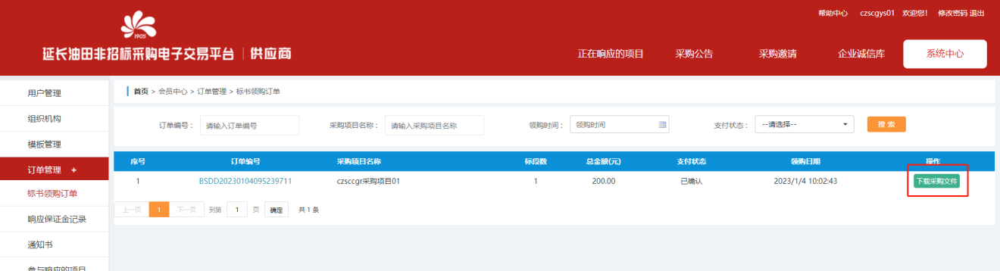 帮助中心 czscgys01 欢迎您! 修改密码 退出
1905
延长油田非招标采购电子交易平台 | 供应商
正在响应的项目 采购公告 采购邀请 企业诚信库 系统中心
用户管理
组织机构
模板管理
订单管理 +
标书领购订单
响应保证金记录
通知书
参与响应的项目
首页 > 会员中心 > 订单管理 > 标书领购订单
订单编号: 请输入订单编号 采购项目名称: 请输入采购项目名称 领购时间: 领购时间 支付状态: --请选择-- 搜 索
序号 订单编号 采购项目名称 标段数 总金额(元) 支付状态 领购日期 操作
1 BSDD20230104095239711 czsccgr采购项目01 1 200.00 已确认 2023/1/4 10:02:43 下载采购文件
上一页 1 下一页 到第 1 页 确定 共 1 条